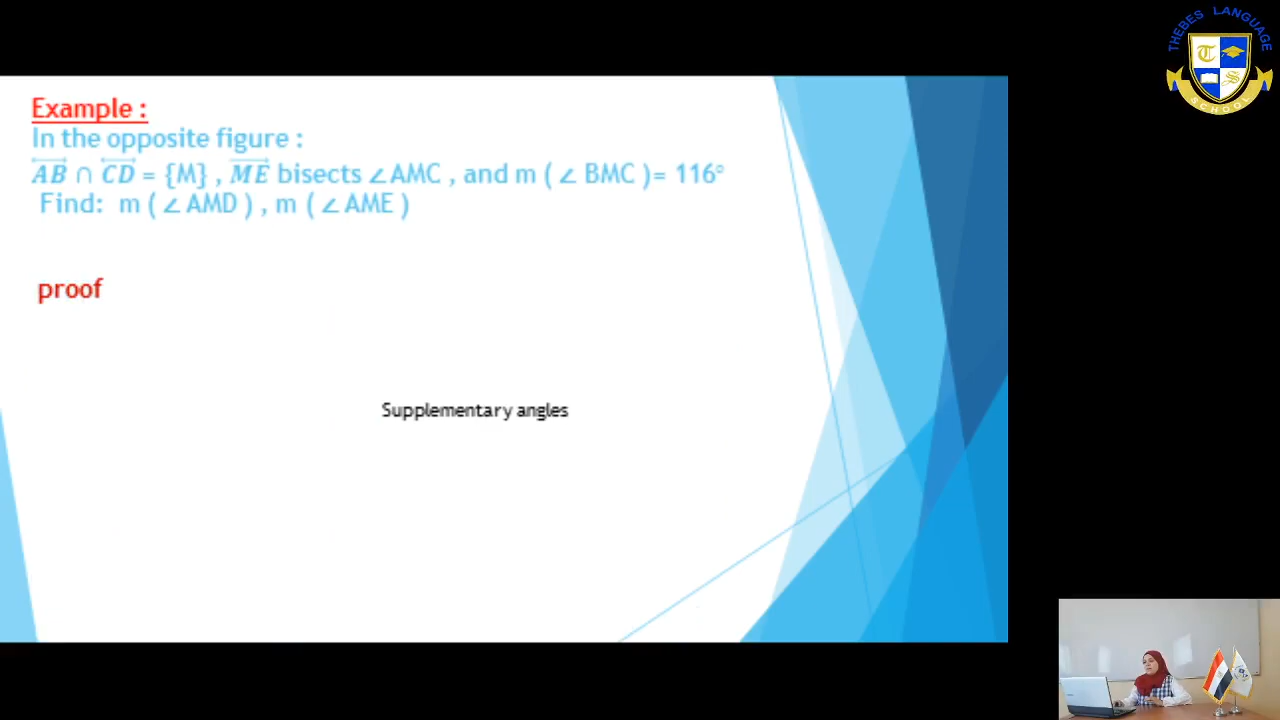 THEBES LANGUAGE
SCHOOL
Example :
In the opposite figure :
AB ∩ CD = {M} , ME bisects ∠AMC , and m ( ∠ BMC )= 116°
Find: m ( ∠ AMD ) , m ( ∠ AME )
proof
Supplementary angles